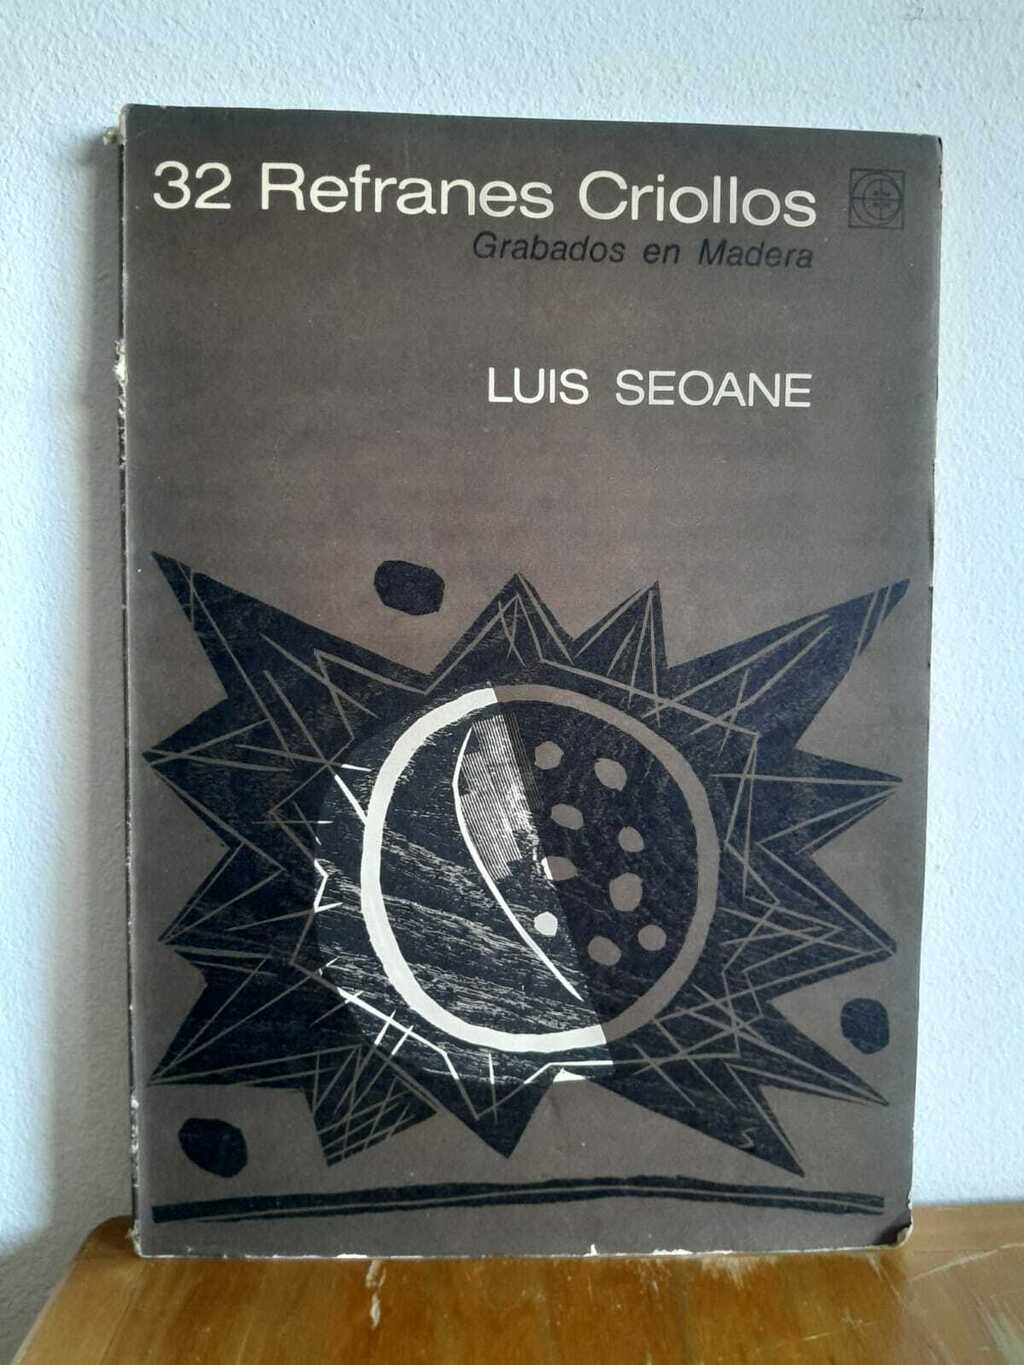 32 Refranes Criollos
Grabados en Madera
LUIS SEOANE
S